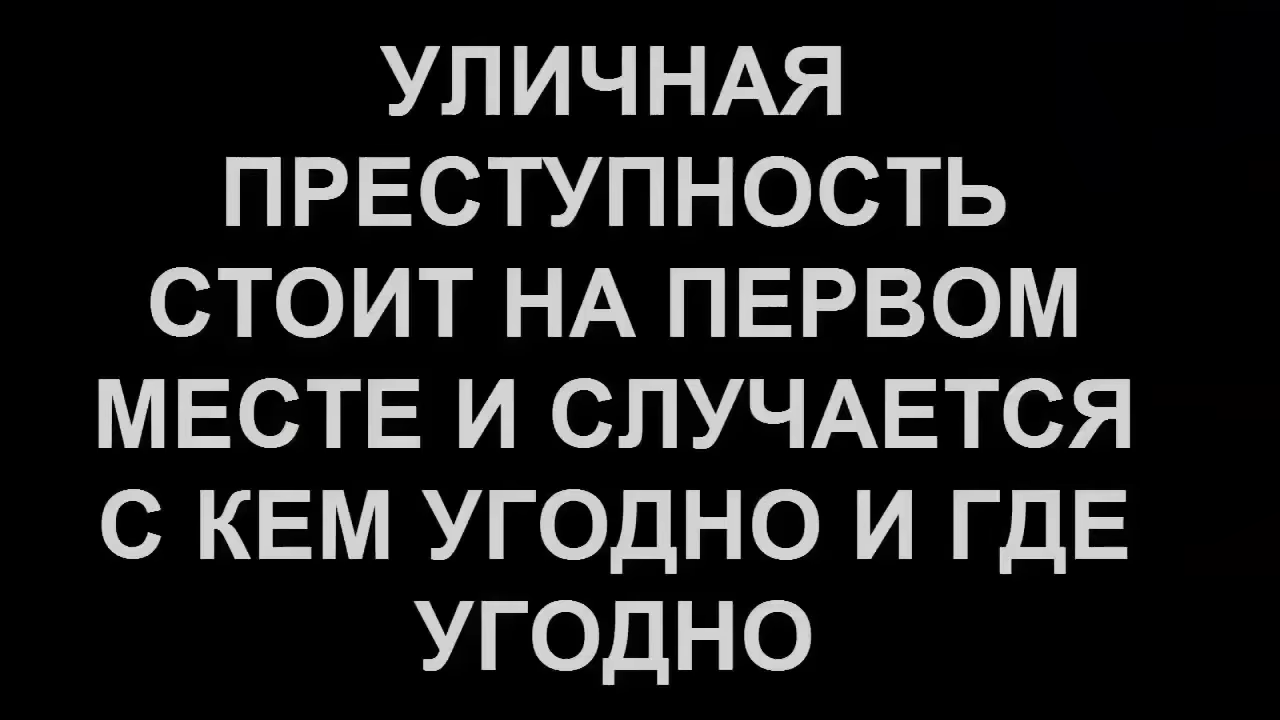 УЛИЧНАЯ
ПРЕСТУПНОСТЬ
СТОИТ НА ПЕРВОМ
МЕСТЕ И СЛУЧАЕТСЯ
С КЕМ УГОДНО И ГДЕ
УГОДНО